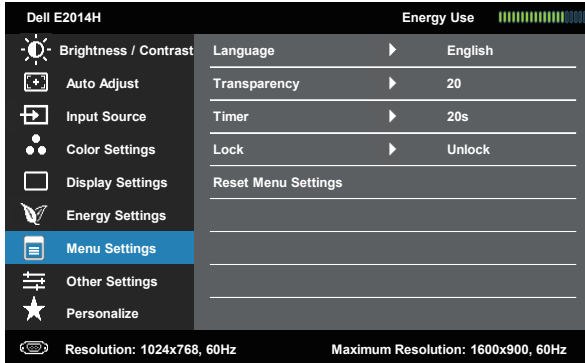 Dell E2014H Energy Use
Brightness / Contrast Language English
Auto Adjust Transparency 20
Input Source Timer 20s
Color Settings Lock Unlock
Display Settings Reset Menu Settings
Energy Settings
Menu Settings
Other Settings
Personalize
Resolution: 1024x768, 60Hz Maximum Resolution: 1600x900, 60Hz